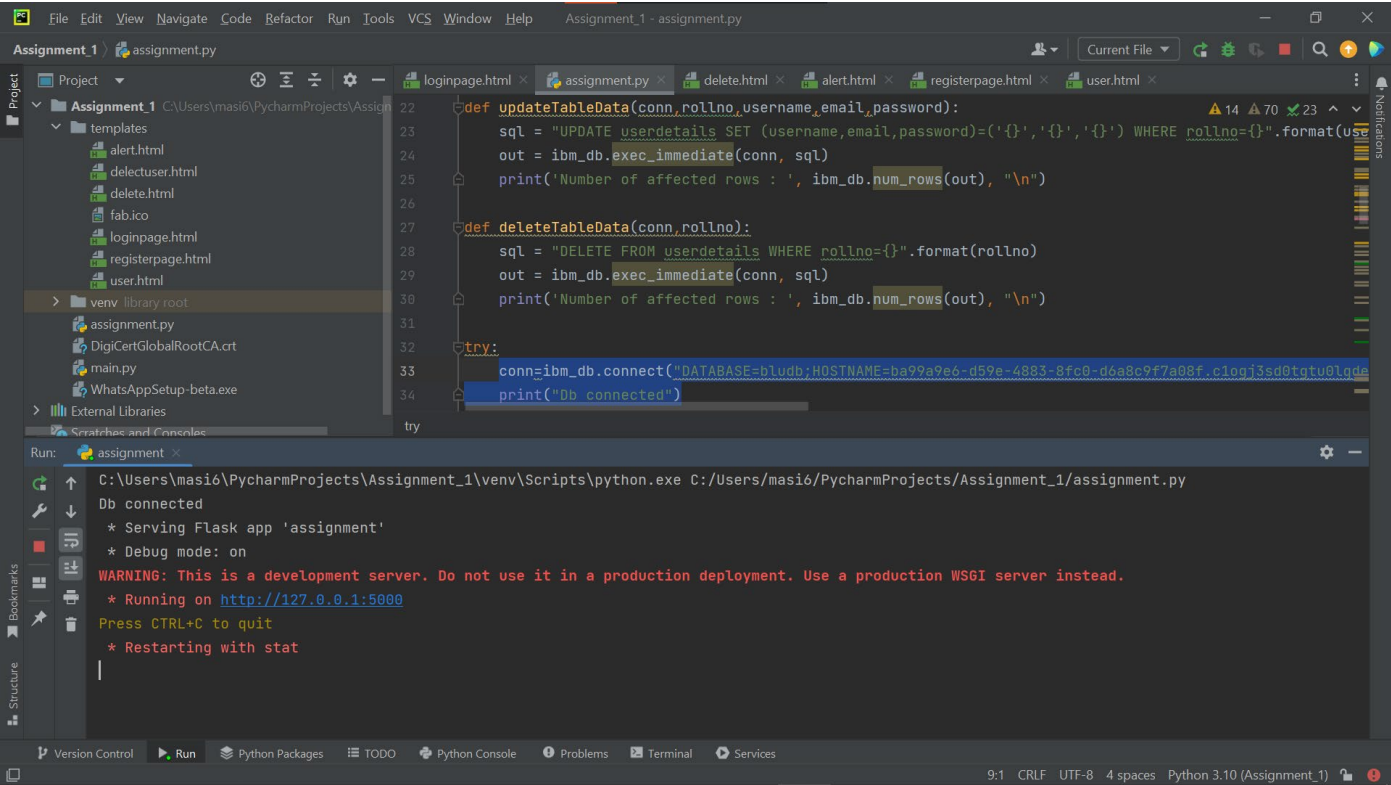 PC File Edit View Navigate Code Refactor Run Tools VCS Window Help Assignment_1 - assignment.py
Assignment_1 assignment.py Current File
Project loginpage.html assignment.py delete.html alert.html registerpage.html user.html
Project
Notifications
Assignment_1 C:\Users\masi6\PycharmProjects\Assign
templates
alert.html
delectuser.html
delete.html
fab.ico
loginpage.html
registerpage.html
user.html
venv library root
assignment.py
DigiCertGlobalRootCA.crt
main.py
WhatsAppSetup-beta.exe
External Libraries
Scratches and Consoles
14 70 23
22 def updateTableData(conn,rollno,username,email,password):
23 sql = "UPDATE userdetails SET (username,email,password)=('{}','{}','{}') WHERE rollno={}".format(use
24 out = ibm_db.exec_immediate(conn, sql)
25 print('Number of affected rows : ', ibm_db.num_rows(out), "\n")
26
27 def deleteTableData(conn,rollno):
28 sql = "DELETE FROM userdetails WHERE rollno={}".format(rollno)
29 out = ibm_db.exec_immediate(conn, sql)
30 print('Number of affected rows : ', ibm_db.num_rows(out), "\n")
31
32 try:
33 conn=ibm_db.connect("DATABASE=bludb;HOSTNAME=ba99a9e6-d59e-4883-8fc0-d6a8c9f7a08f.c1ogj3sd0tgtu0lqde
34 print("Db connected")
try
Run: assignment
C:\Users\masi6\PycharmProjects\Assignment_1\venv\Scripts\python.exe C:/Users/masi6/PycharmProjects/Assignment_1/assignment.py
Db connected
* Serving Flask app 'assignment'
* Debug mode: on
WARNING: This is a development server. Do not use it in a production deployment. Use a production WSGI server instead.
* Running on http://127.0.0.1:5000
Press CTRL+C to quit
* Restarting with stat
Bookmarks
Structure
Version Control Run Python Packages TODO Python Console Problems Terminal Services
9:1 CRLF UTF-8 4 spaces Python 3.10 (Assignment_1)